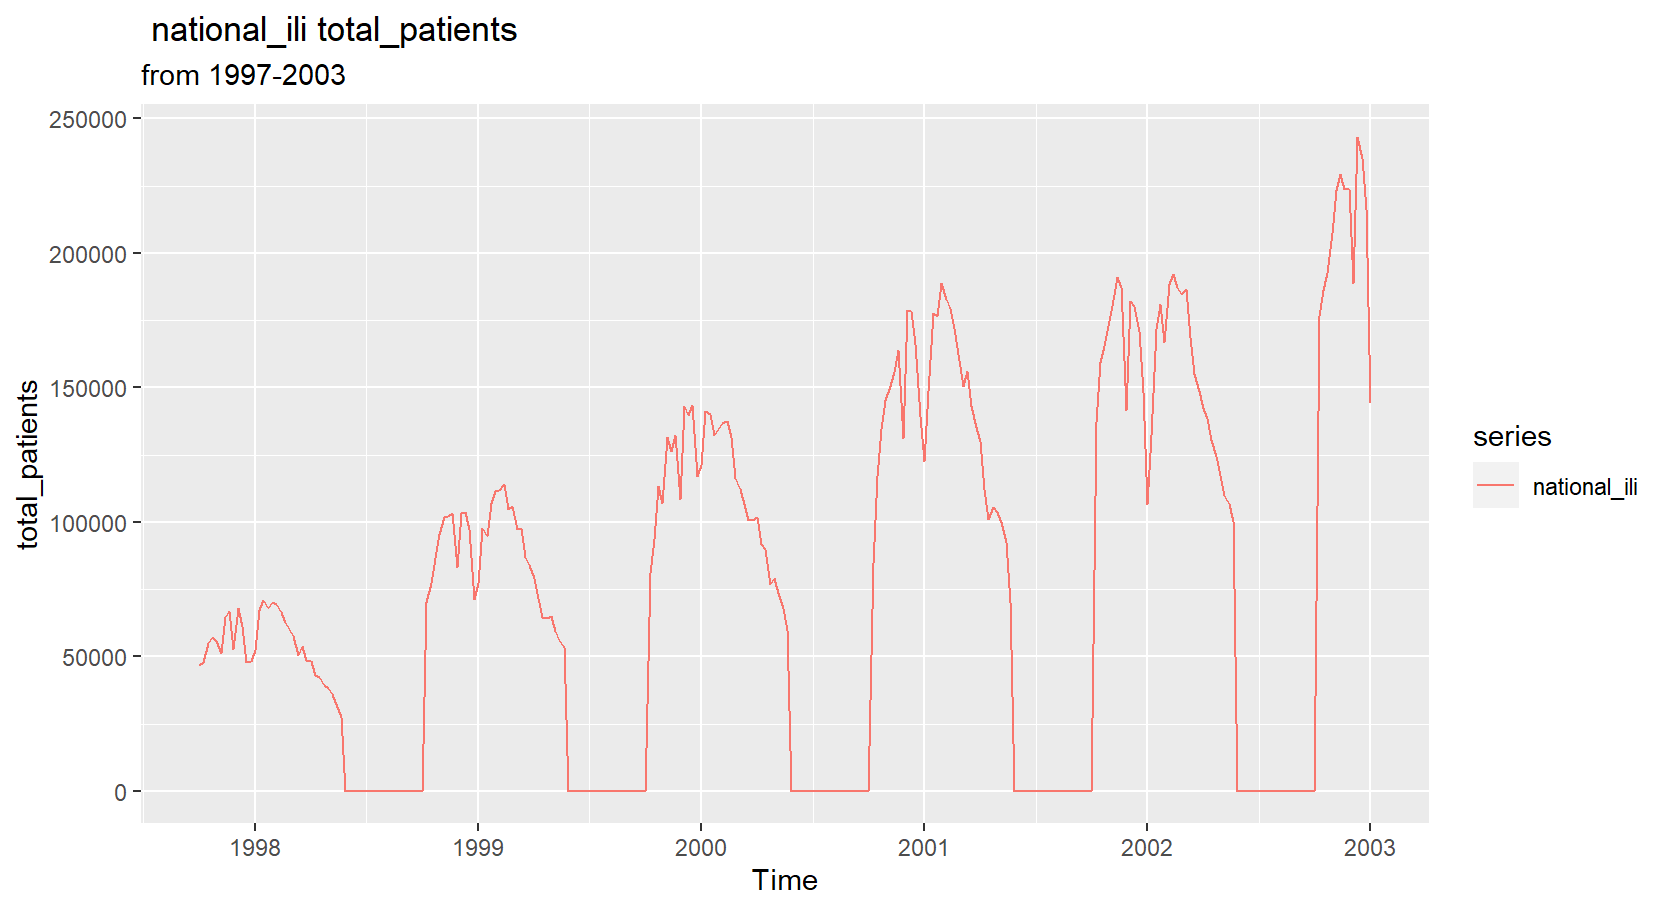 national_ili total_patients
from 1997-2003
250000
200000
150000
100000
50000
0
total_patients
1998 1999 2000 2001 2002 2003
Time
series
national_ili